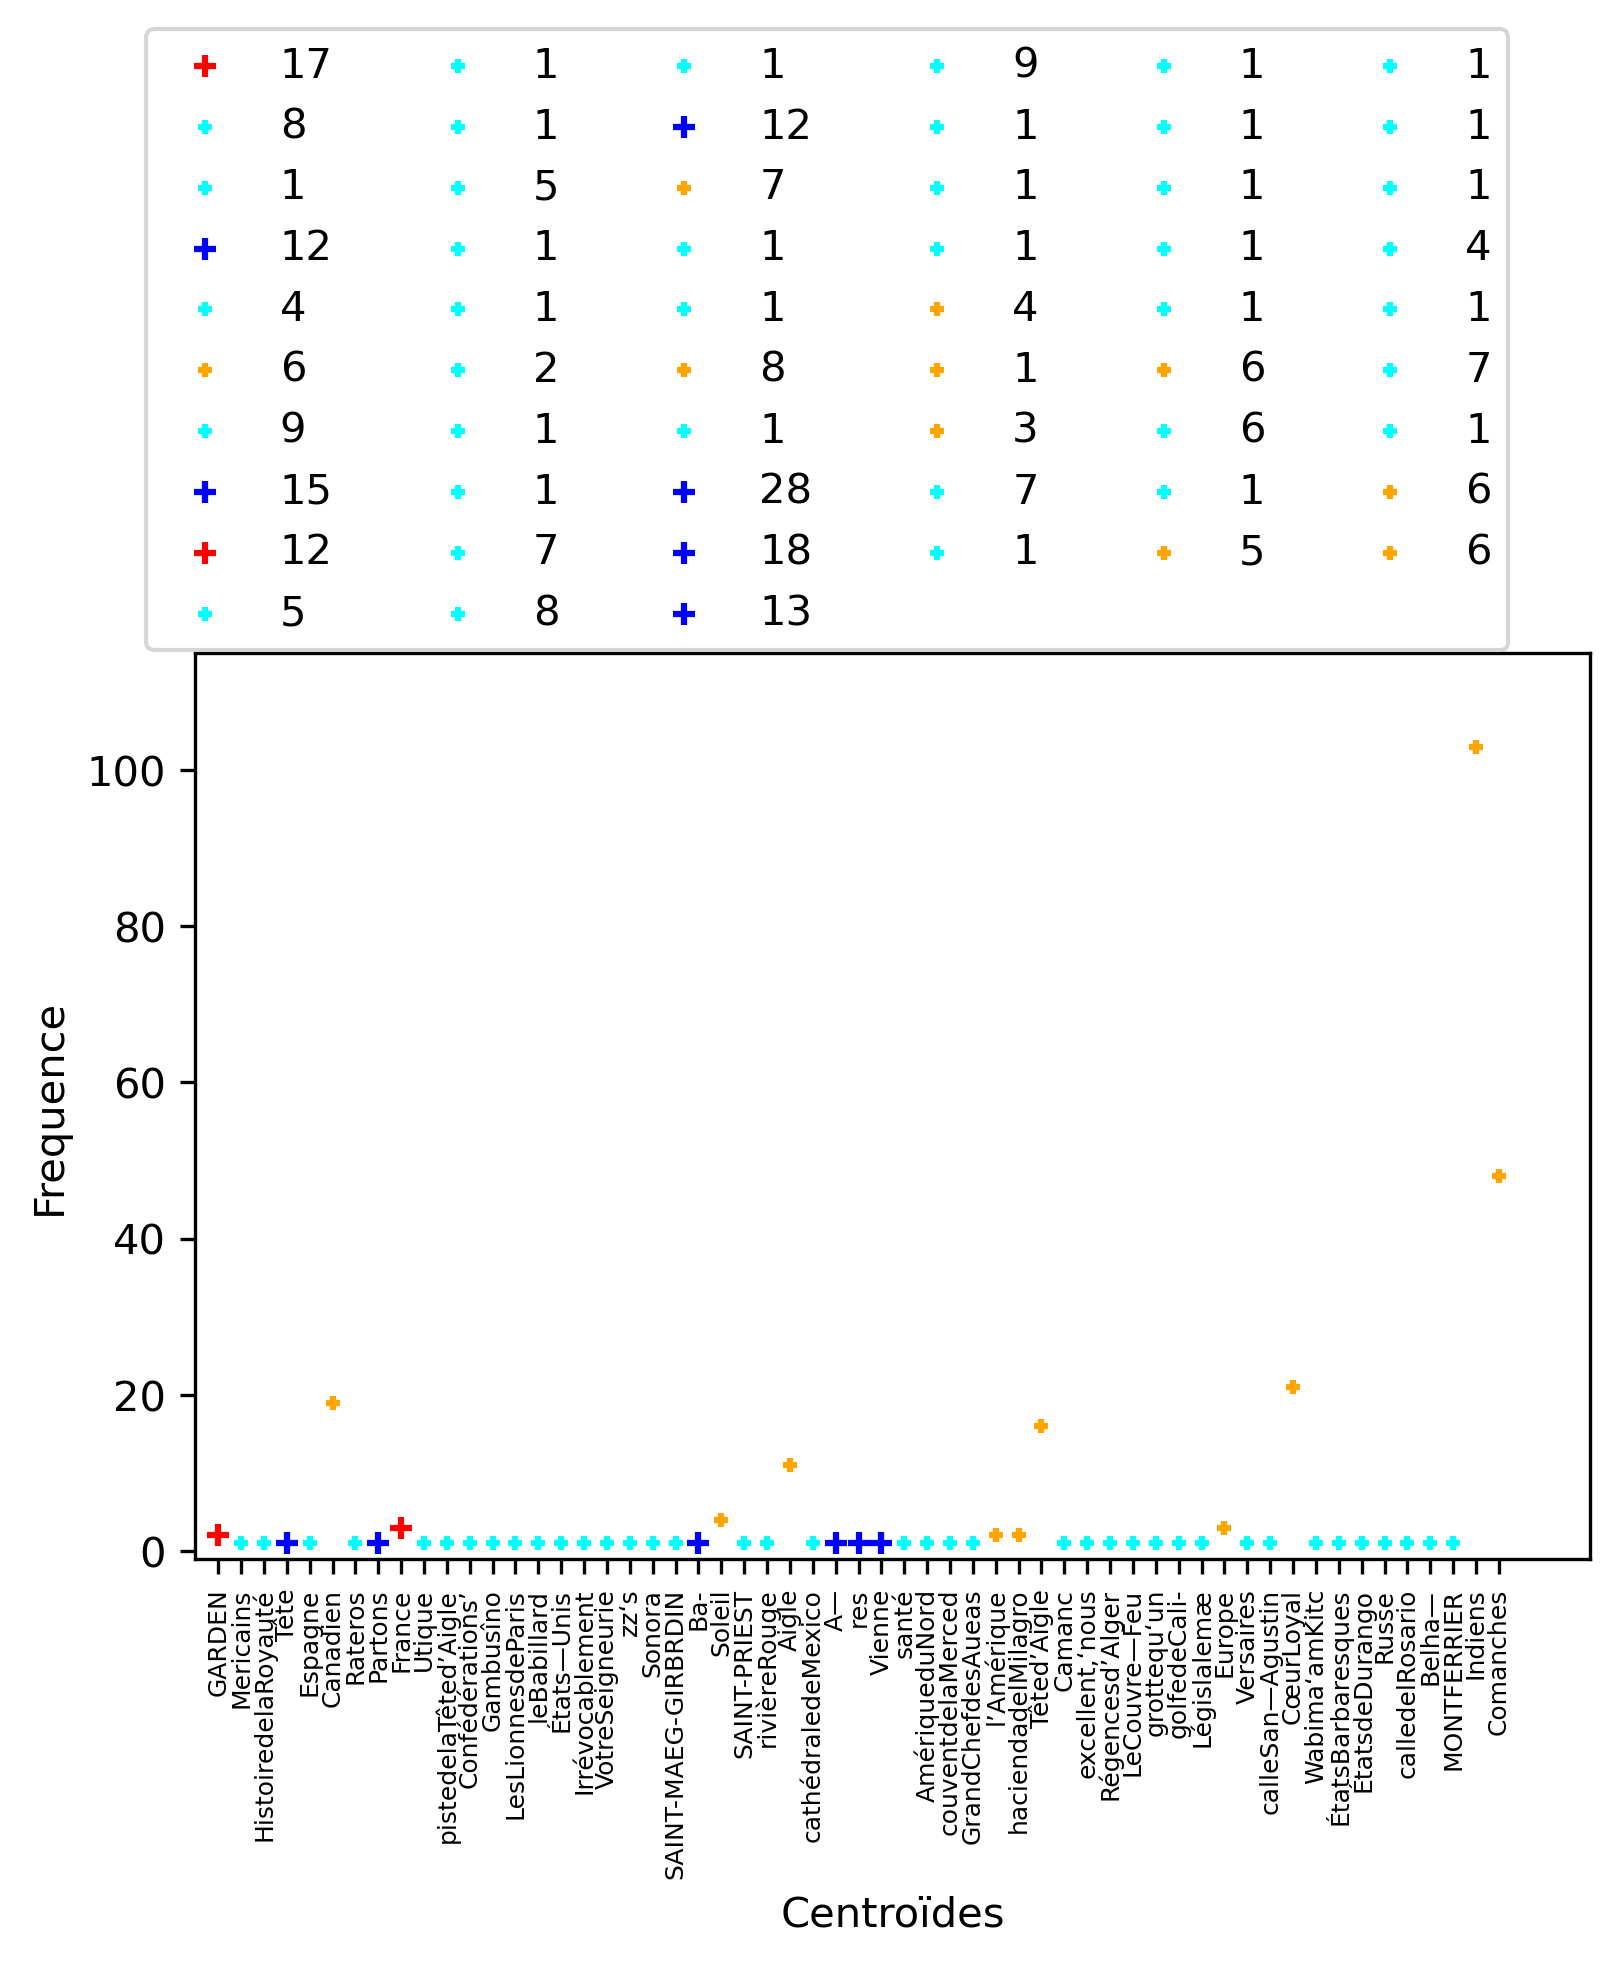 17 1 1 9 1 1
8 1 12 1 1 1
1 5 7 1 1 1
12 1 1 1 1 4
4 1 1 4 1 1
6 2 8 1 6 7
9 1 1 3 6 1
15 1 28 7 1 6
12 7 18 1 5 6
5 8 13
100
80
60
40
20
0
Frequence
GARDEN
Mericains
HistoiredelaRoyauté
Tête
Espagne
Canadien
Rateros
Partons
France
Utique
pistedelaTêted’Aigle
Confédérations’
Gambusîno
LesLionnesdeParis
leBabillard
États—Unis
Irrévocablement
VotreSeigneurie
zz‘s
Sonora
SAINT-MAEG-GIRBRDIN
Ba-
Soleil
SAINT-PRIEST
rivièreRouge
Aigle
cathédraledeMexico
A—
res
Vienne
santé
AmériqueduNord
couventdelaMerced
GrandChefdesAueas
l’Amérique
haciendadelMilagro
Têted’Aigle
Camanc
excellent,‘nous
Régencesd’Alger
LeCouvre—Feu
grottequ‘un
golfedeCali-
Législalemæ
Europe
Versaires
calleSan—Agustin
CœurLoyal
Wabima‘amKitc
ÉtatsBarbaresques
ÉtatsdeDurango
Russe
calledelRosario
Belha—
MONTFERRIER
Indiens
Comanches
Centroïdes